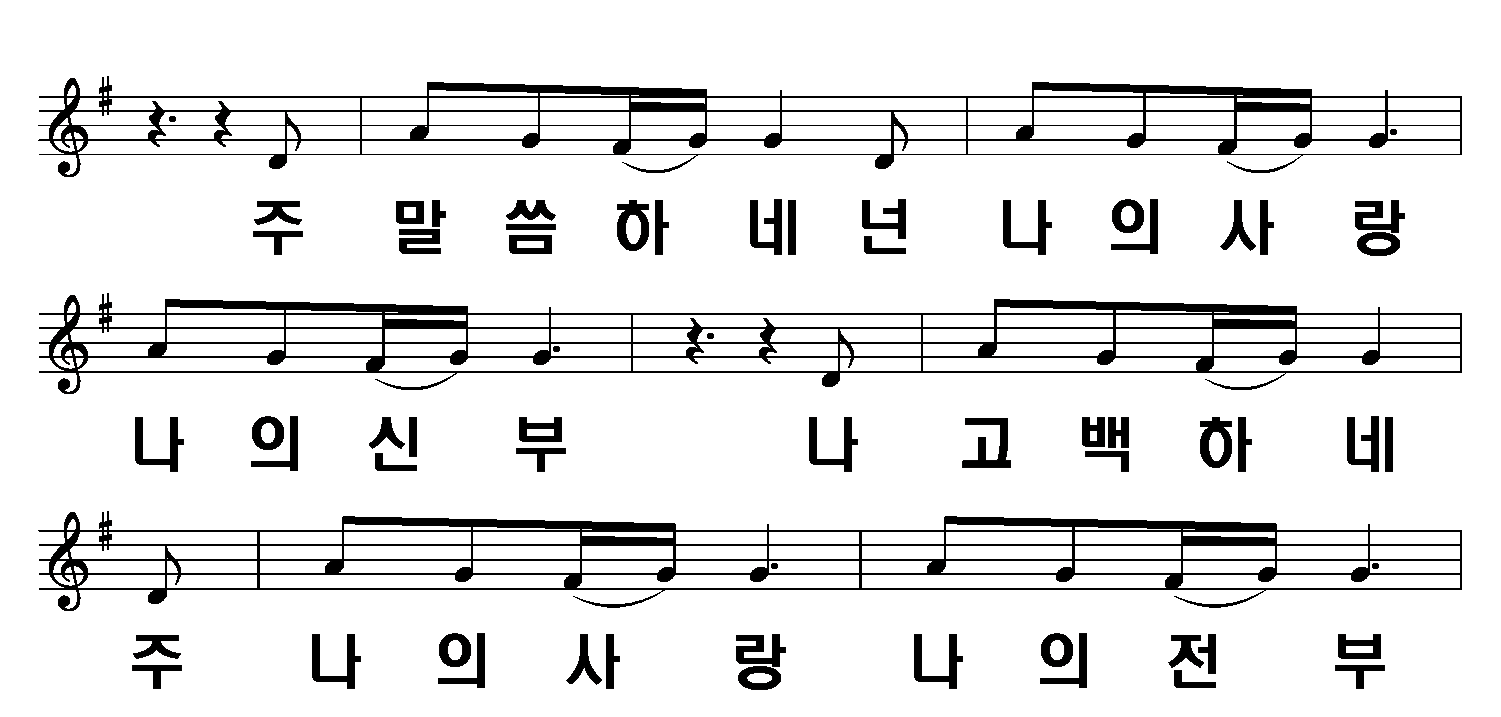 주 말 씀 하 네 넌 나 의 사 랑
나 의 신 부 나 고 백 하 네
주 나 의 사 랑 나 의 전 부